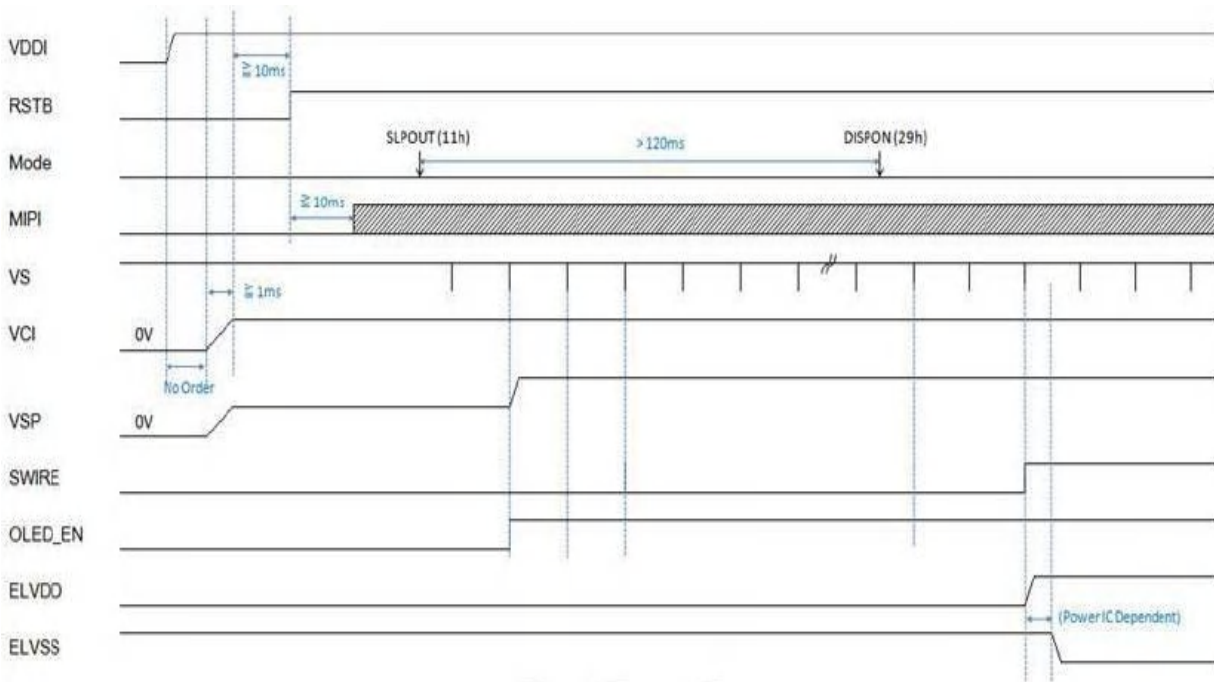 VDDI
≧ 10ms
RSTB
SLPOUT (11h)
> 120ms
DISPON (29h)
Mode
≧ 10ms
MIPI
VS
≧ 1ms
VCI
0V
No Order
VSP
0V
SWIRE
OLED_EN
ELVDD
(Power IC Dependent)
ELVSS